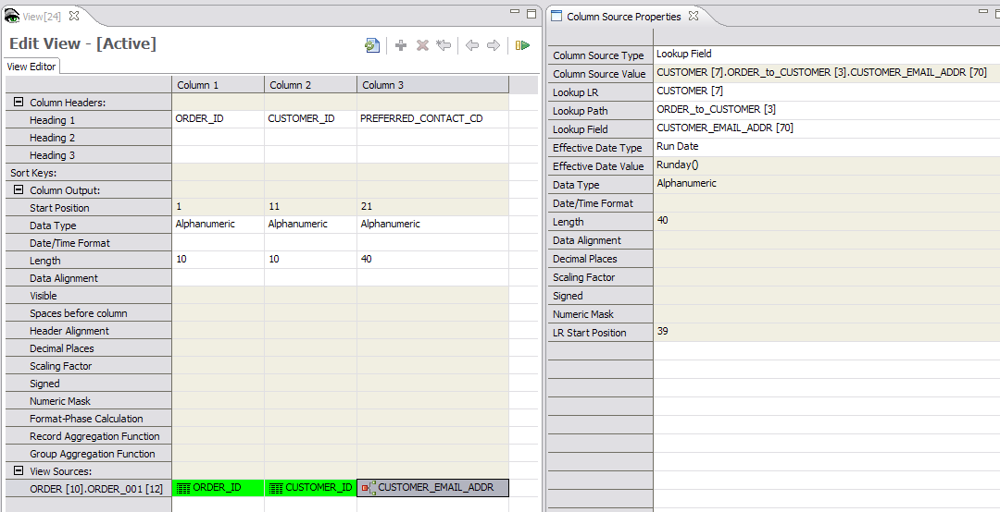 View[24]
Edit View - [Active]
View Editor
Column 1 Column 2 Column 3
Column Headers:
Heading 1 ORDER_ID CUSTOMER_ID PREFERRED_CONTACT_CD
Heading 2
Heading 3
Sort Keys:
Column Output:
Start Position 1 11 21
Data Type Alphanumeric Alphanumeric Alphanumeric
Date/Time Format
Length 10 10 40
Data Alignment
Visible
Spaces before column
Header Alignment
Decimal Places
Scaling Factor
Signed
Numeric Mask
Format-Phase Calculation
Record Aggregation Function
Group Aggregation Function
View Sources:
ORDER [10].ORDER_001 [12] ORDER_ID CUSTOMER_ID CUSTOMER_EMAIL_ADDR
Column Source Properties
Column Source Type Lookup Field
Column Source Value CUSTOMER [7].ORDER_to_CUSTOMER [3].CUSTOMER_EMAIL_ADDR [70]
Lookup LR CUSTOMER [7]
Lookup Path ORDER_to_CUSTOMER [3]
Lookup Field CUSTOMER_EMAIL_ADDR [70]
Effective Date Type Run Date
Effective Date Value Runday()
Data Type Alphanumeric
Date/Time Format
Length 40
Data Alignment
Decimal Places
Scaling Factor
Signed
Numeric Mask
LR Start Position 39